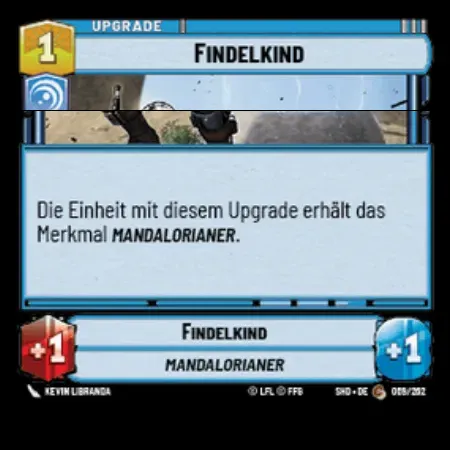 UPGRADE
1
FINDELKIND
Die Einheit mit diesem Upgrade erhält das
Merkmal MANDALORIANER.
+1
FINDELKIND
+1
MANDALORIANER
KEVIN LIBRANDA © LFL © FFG SHD • DE 069/262